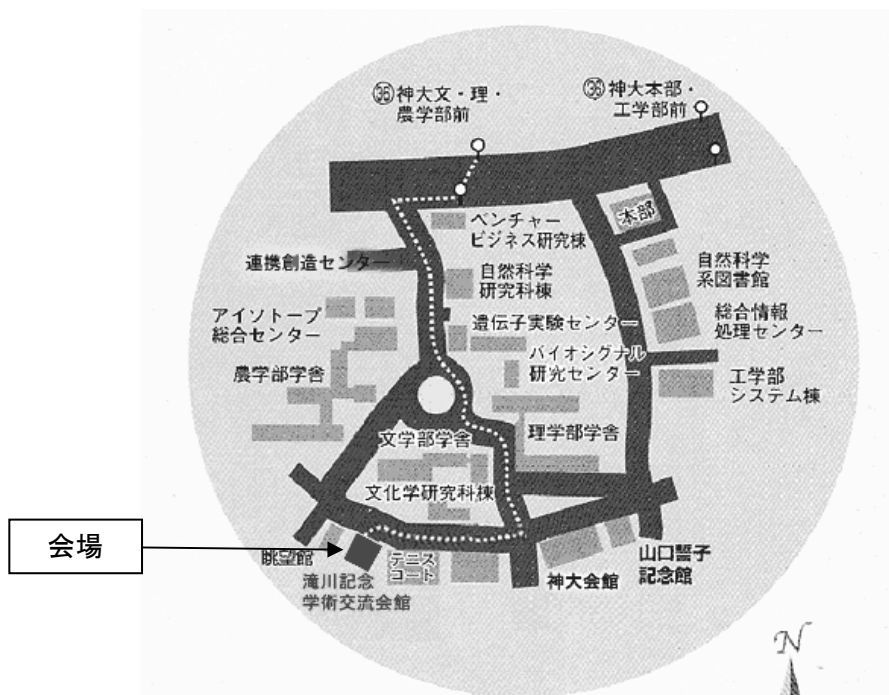 ㊱神大文・理・
農学部前
㊱神大本部・
工学部前
本部
ベンチャー
ビジネス研究棟
連携創造センター
自然科学
研究科棟
自然科学
系図書館
アイソトープ
総合センター
遺伝子実験センター
総合情報
処理センター
バイオシグナル
研究センター
農学部学舎
工学部
システム棟
文学部学舎
理学部学舎
文化学研究科棟
会場
眺望館
テニス
コート
滝川記念
学術交流会館
神大会館
山口誓子
記念館
N